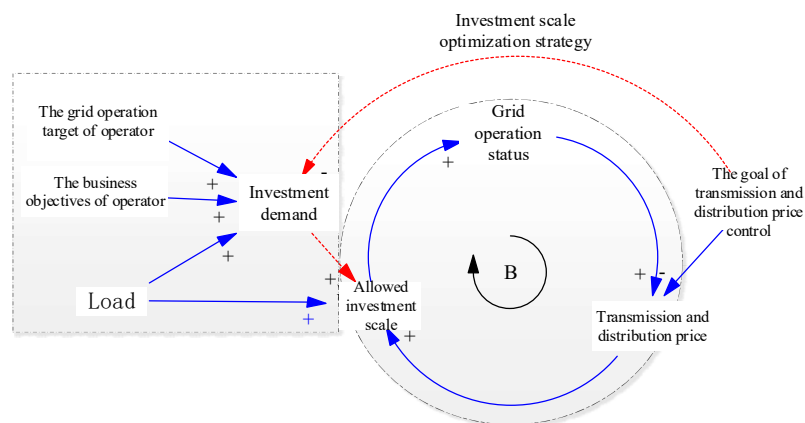 Investment scale
optimization strategy
The grid operation
target of operator
The business
objectives of operator
Load
Investment
demand
Allowed
investment
scale
Grid
operation
status
The goal of
transmission and
distribution price
control
Transmission and
distribution price
B
+
+
+
-
+
+
+
+
+
-